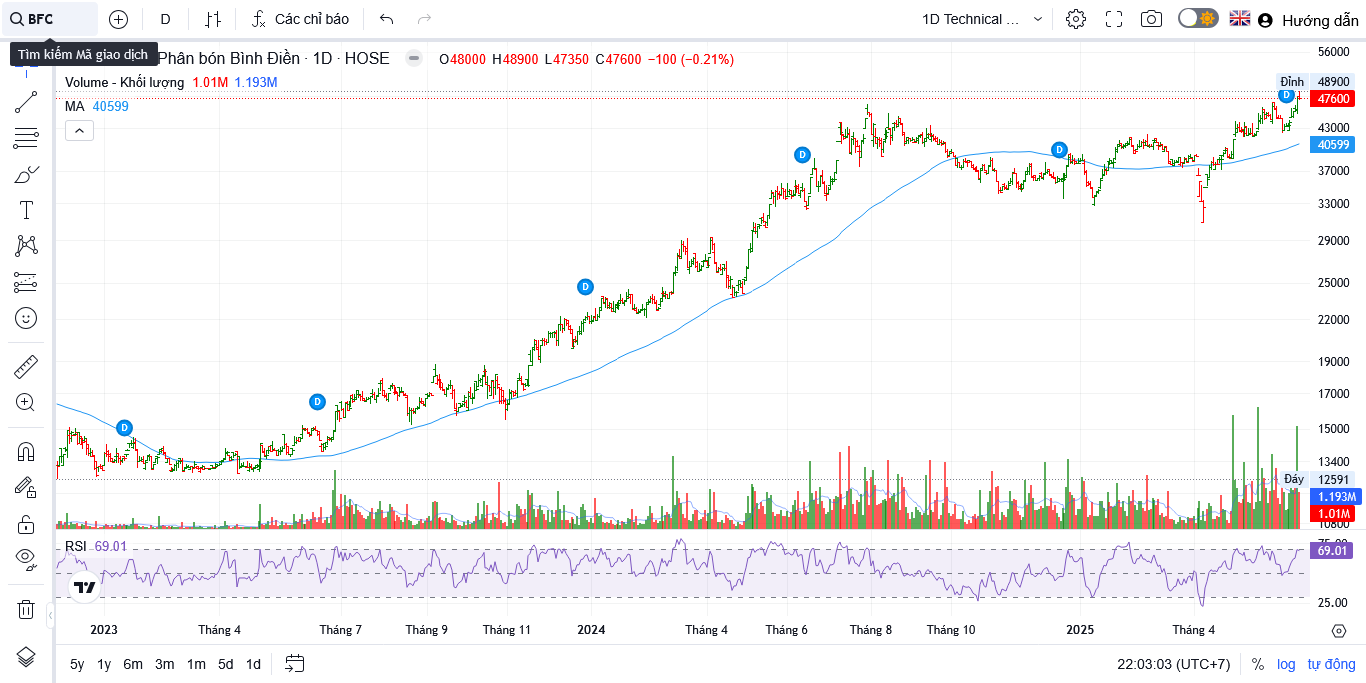 BFC D Các chỉ báo 1D Technical ... Hướng dẫn
Tìm kiếm Mã giao dịch
Phân bón Bình Điền · 1D · HOSE O48000 H48900 L47350 C47600 −100 (−0.21%)
Volume - Khối lượng 1.01M 1.193M
MA 40599
56000
Đỉnh 48900
47600
43000
40599
37000
33000
29000
25000
22000
19000
17000
15000
13400
Đáy 12591
1.193M
1.01M
10800
D
D
D
D
D
D
RSI 69.01
75.00
69.01
25.00
2023 Tháng 4 Tháng 7 Tháng 9 Tháng 11 2024 Tháng 4 Tháng 6 Tháng 8 Tháng 10 2025 Tháng 4
5y 1y 6m 3m 1m 5d 1d 22:03:03 (UTC+7) % log tự động